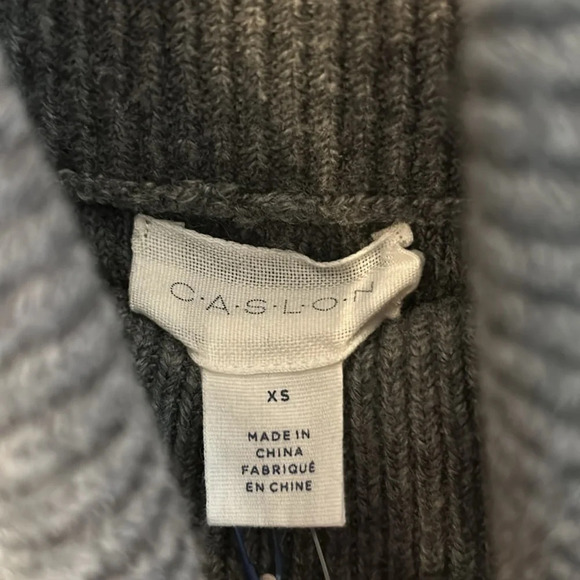 C·A·S·L·O·N
XS
MADE IN
CHINA
FABRIQUÉ
EN CHINE